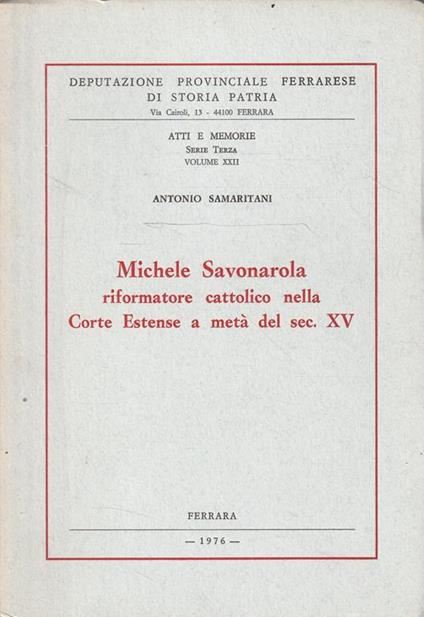 DEPUTAZIONE PROVINCIALE FERRARESE
DI STORIA PATRIA
Via Cairoli, 13 - 44100 FERRARA
ATTI E MEMORIE
Serie Terza
VOLUME XXII
ANTONIO SAMARITANI
Michele Savonarola
riformatore cattolico nella
Corte Estense a metà del sec. XV
FERRARA
— 1976 —